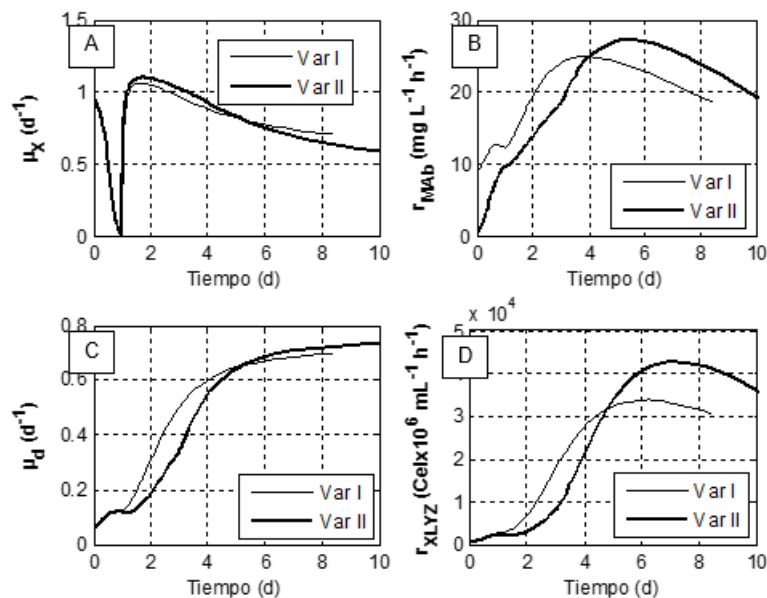 A
1.5
1
0.5
0
μX (d-1)
Var I
Var II
0 2 4 6 8 10
Tiempo (d)
B
30
20
10
0
rMAb (mg L-1 h-1)
Var I
Var II
0 2 4 6 8 10
Tiempo (d)
C
0.8
0.6
0.4
0.2
0
μd (d-1)
Var I
Var II
0 2 4 6 8 10
Tiempo (d)
D
x 10^4
5
4
3
2
1
0
rXLYZ (Celx10^6 mL-1 h-1)
Var I
Var II
0 2 4 6 8 10
Tiempo (d)